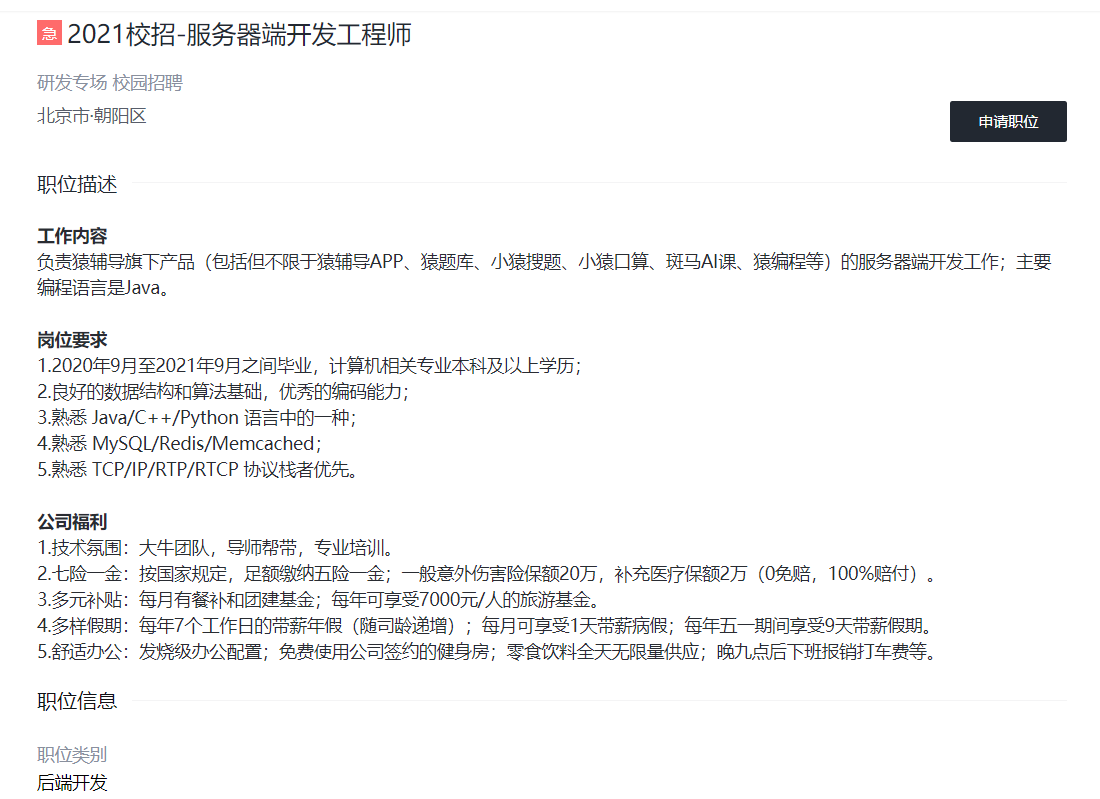 急 2021校招-服务器端开发工程师
研发专场 校园招聘
北京市·朝阳区
申请职位
职位描述
工作内容
负责猿辅导旗下产品（包括但不限于猿辅导APP、猿题库、小猿搜题、小猿口算、斑马AI课、猿编程等）的服务器端开发工作；主要
编程语言是Java。
岗位要求
1.2020年9月至2021年9月之间毕业，计算机相关专业本科及以上学历；
2.良好的数据结构和算法基础，优秀的编码能力；
3.熟悉 Java/C++/Python 语言中的一种；
4.熟悉 MySQL/Redis/Memcached；
5.熟悉 TCP/IP/RTP/RTCP 协议栈者优先。
公司福利
1.技术氛围：大牛团队，导师帮带，专业培训。
2.七险一金：按国家规定，足额缴纳五险一金；一般意外伤害险保额20万，补充医疗保额2万（0免赔，100%赔付）。
3.多元补贴：每月有餐补和团建基金；每年可享受7000元/人的旅游基金。
4.多样假期：每年7个工作日的带薪年假（随司龄递增）；每月可享受1天带薪病假；每年五一期间享受9天带薪假期。
5.舒适办公：发烧级办公配置；免费使用公司签约的健身房；零食饮料全天无限量供应；晚九点后下班报销打车费等。
职位信息
职位类别
后端开发